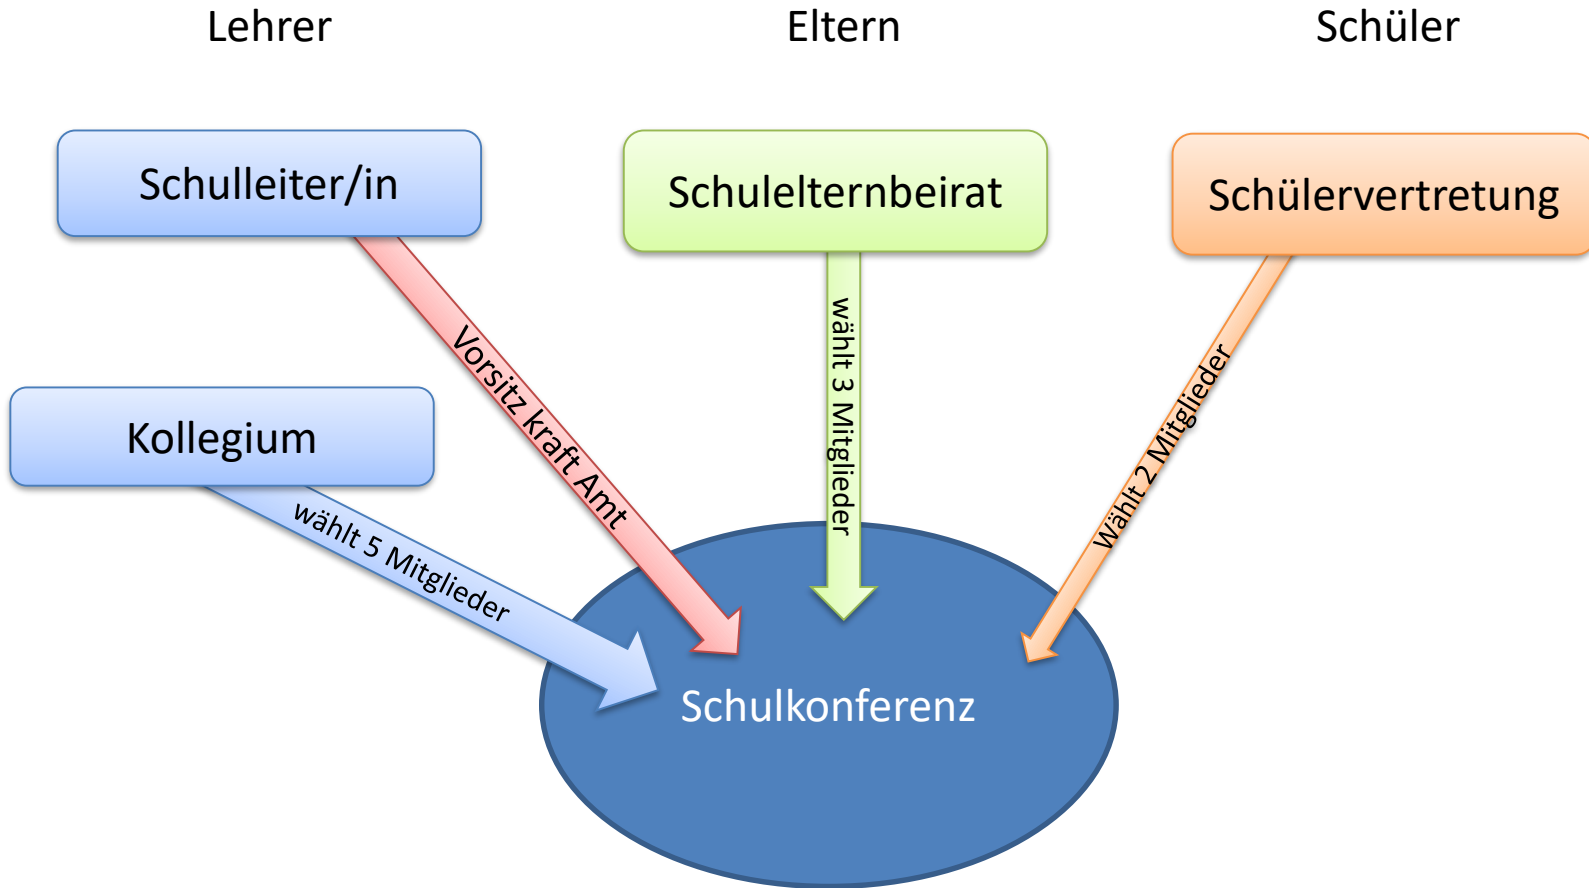 Lehrer
Eltern
Schüler
Schulleiter/in
Schulelternbeirat
Schülervertretung
Vorsitz kraft Amt
wählt 3 Mitglieder
Wählt 2 Mitglieder
Kollegium
wählt 5 Mitglieder
Schulkonferenz